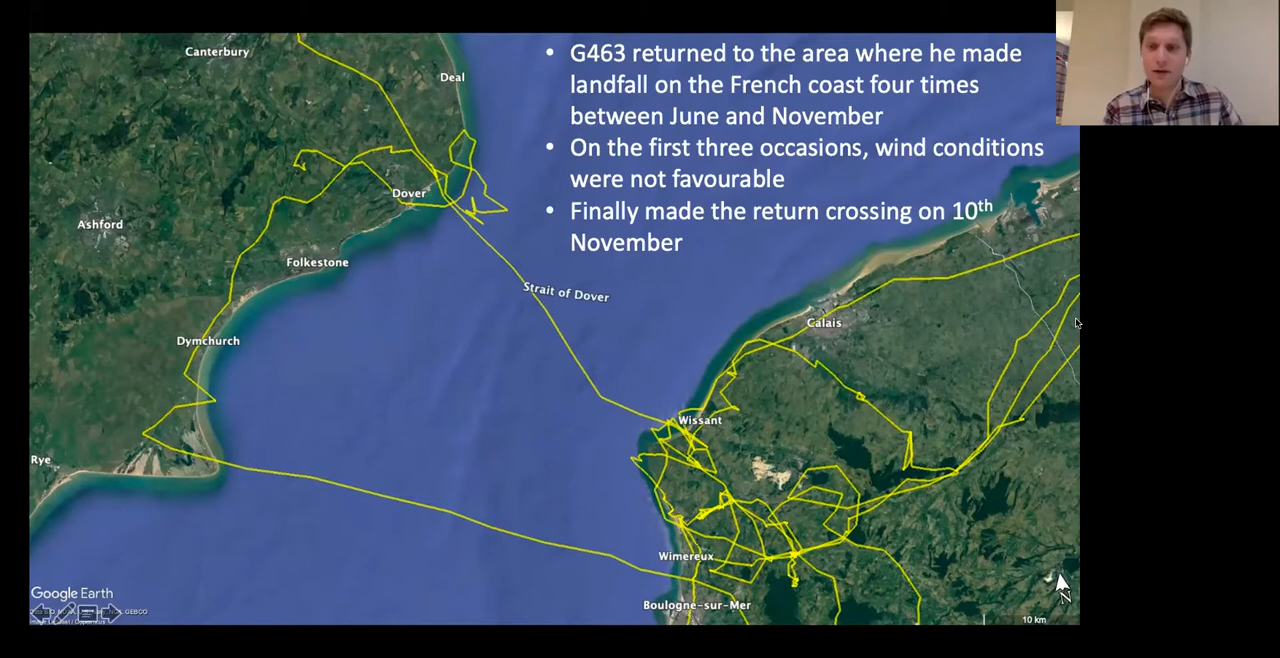 Canterbury
Deal
• G463 returned to the area where he made
landfall on the French coast four times
between June and November
• On the first three occasions, wind conditions
were not favourable
• Finally made the return crossing on 10th
November
Dover
Ashford
Folkestone
Strait of Dover
Dymchurch
Calais
Wissant
Rye
Wimereux
Boulogne-sur-Mer
Google Earth
N
10 km